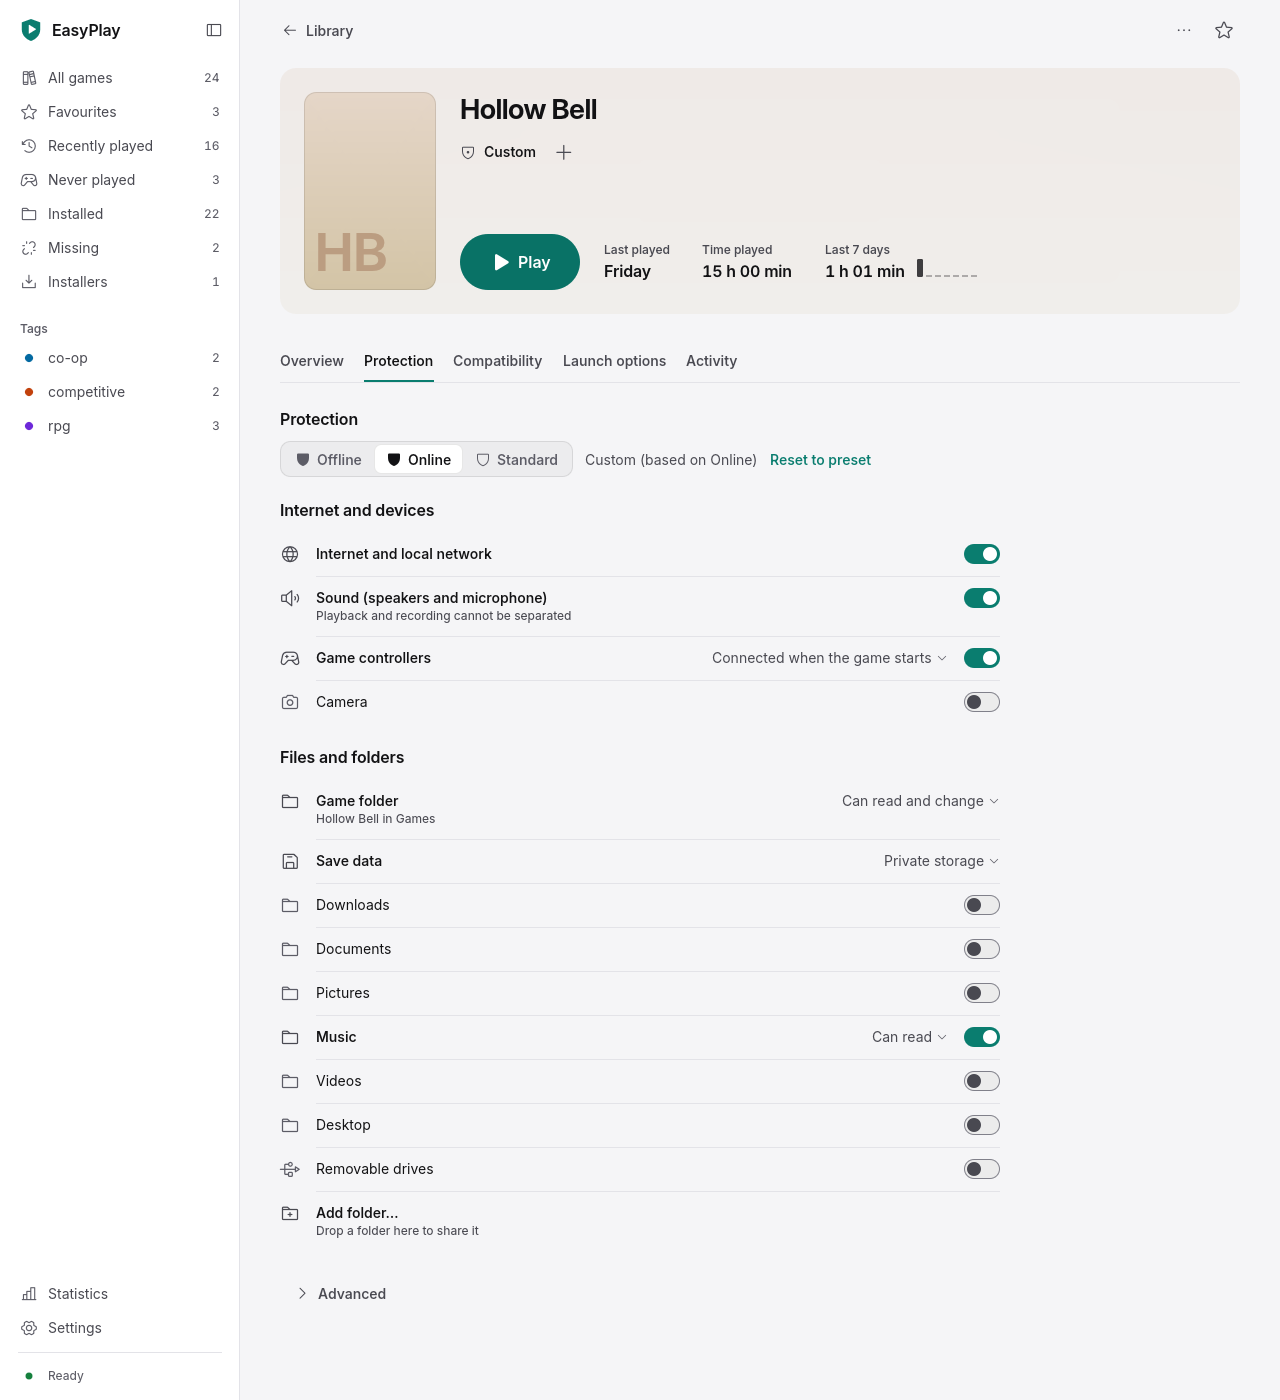 EasyPlay
All games 24
Favourites 3
Recently played 16
Never played 3
Installed 22
Missing 2
Installers 1
Tags
co-op 2
competitive 2
rpg 3
Statistics
Settings
Ready
Library
HB
Hollow Bell
Custom
Play
Last played
Friday
Time played
15 h 00 min
Last 7 days
1 h 01 min
Overview Protection Compatibility Launch options Activity
Protection
Offline Online Standard Custom (based on Online) Reset to preset
Internet and devices
Internet and local network
Sound (speakers and microphone)
Playback and recording cannot be separated
Game controllers Connected when the game starts
Camera
Files and folders
Game folder Can read and change
Hollow Bell in Games
Save data Private storage
Downloads
Documents
Pictures
Music Can read
Videos
Desktop
Removable drives
Add folder...
Drop a folder here to share it
Advanced